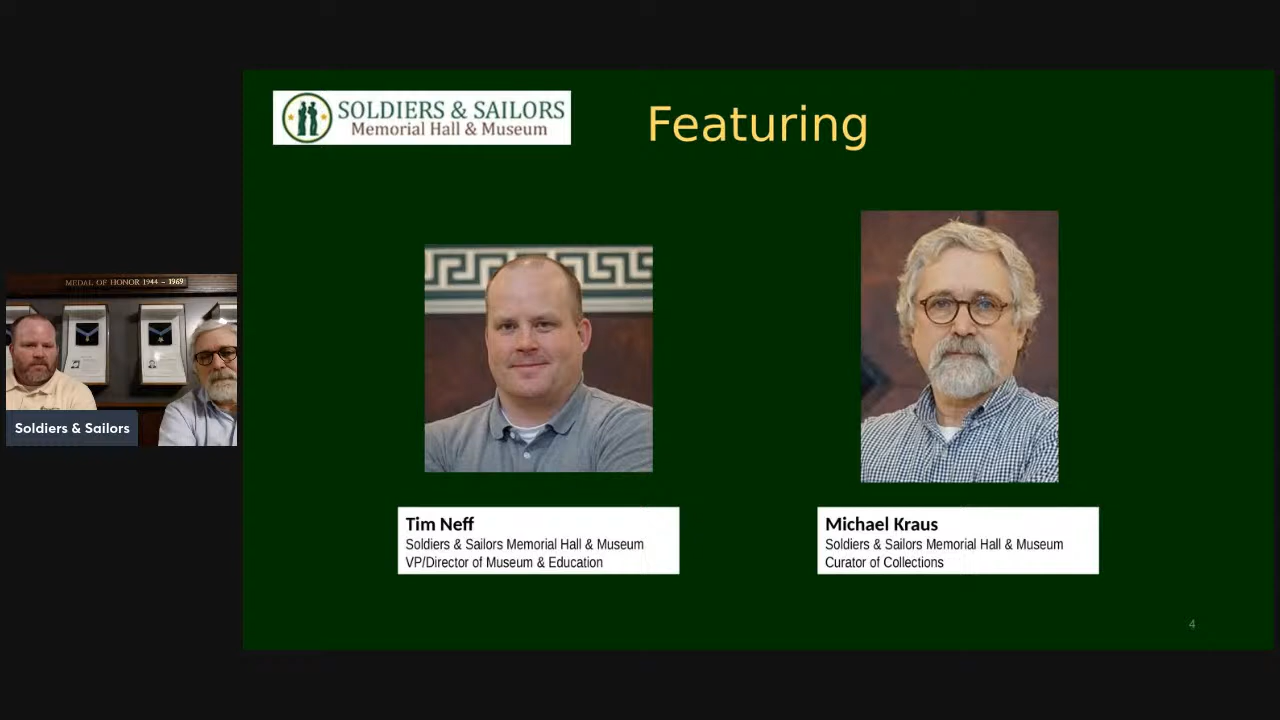 SOLDIERS & SAILORS
Memorial Hall & Museum
Featuring
MEDAL OF HONOR 1944 – 1969
Soldiers & Sailors
Tim Neff
Soldiers & Sailors Memorial Hall & Museum
VP/Director of Museum & Education
Michael Kraus
Soldiers & Sailors Memorial Hall & Museum
Curator of Collections
4